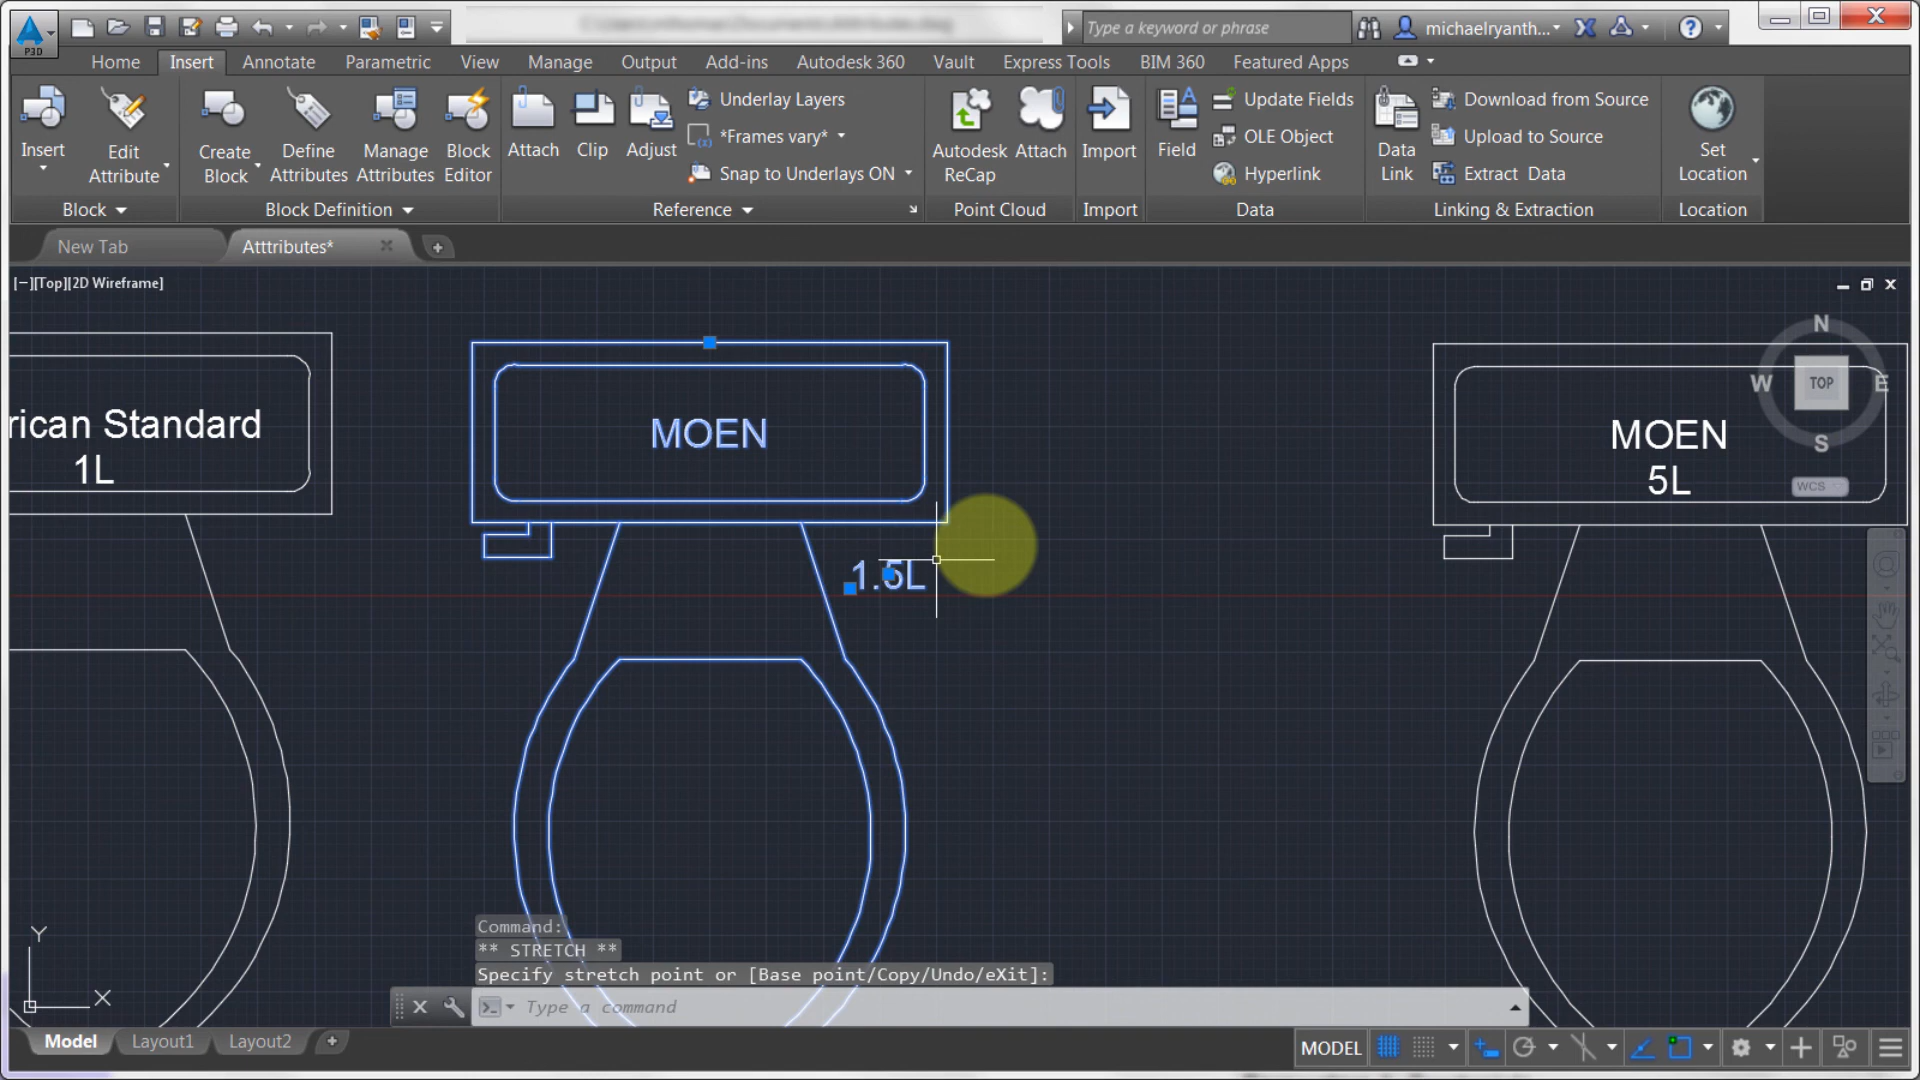 P3D
Type a keyword or phrase
michaelryanth...
Home Insert Annotate Parametric View Manage Output Add-ins Autodesk 360 Vault Express Tools BIM 360 Featured Apps
Insert
Edit Attribute
Create Block
Define Attributes
Manage Attributes
Block Editor
Attach
Clip
Adjust
Underlay Layers
*Frames vary*
Snap to Underlays ON
Autodesk ReCap
Attach
Import
Field
Update Fields
OLE Object
Hyperlink
Data Link
Download from Source
Upload to Source
Extract Data
Set Location
Block
Block Definition
Reference
Point Cloud
Import
Data
Linking & Extraction
Location
New Tab
Atttributes*
[−][Top][2D Wireframe]
N
W
TOP
E
S
WCS
rican Standard
1L
MOEN
1.5L
MOEN
5L
Y
X
Command:
** STRETCH **
Specify stretch point or [Base point/Copy/Undo/eXit]:
Type a command
Model Layout1 Layout2
MODEL